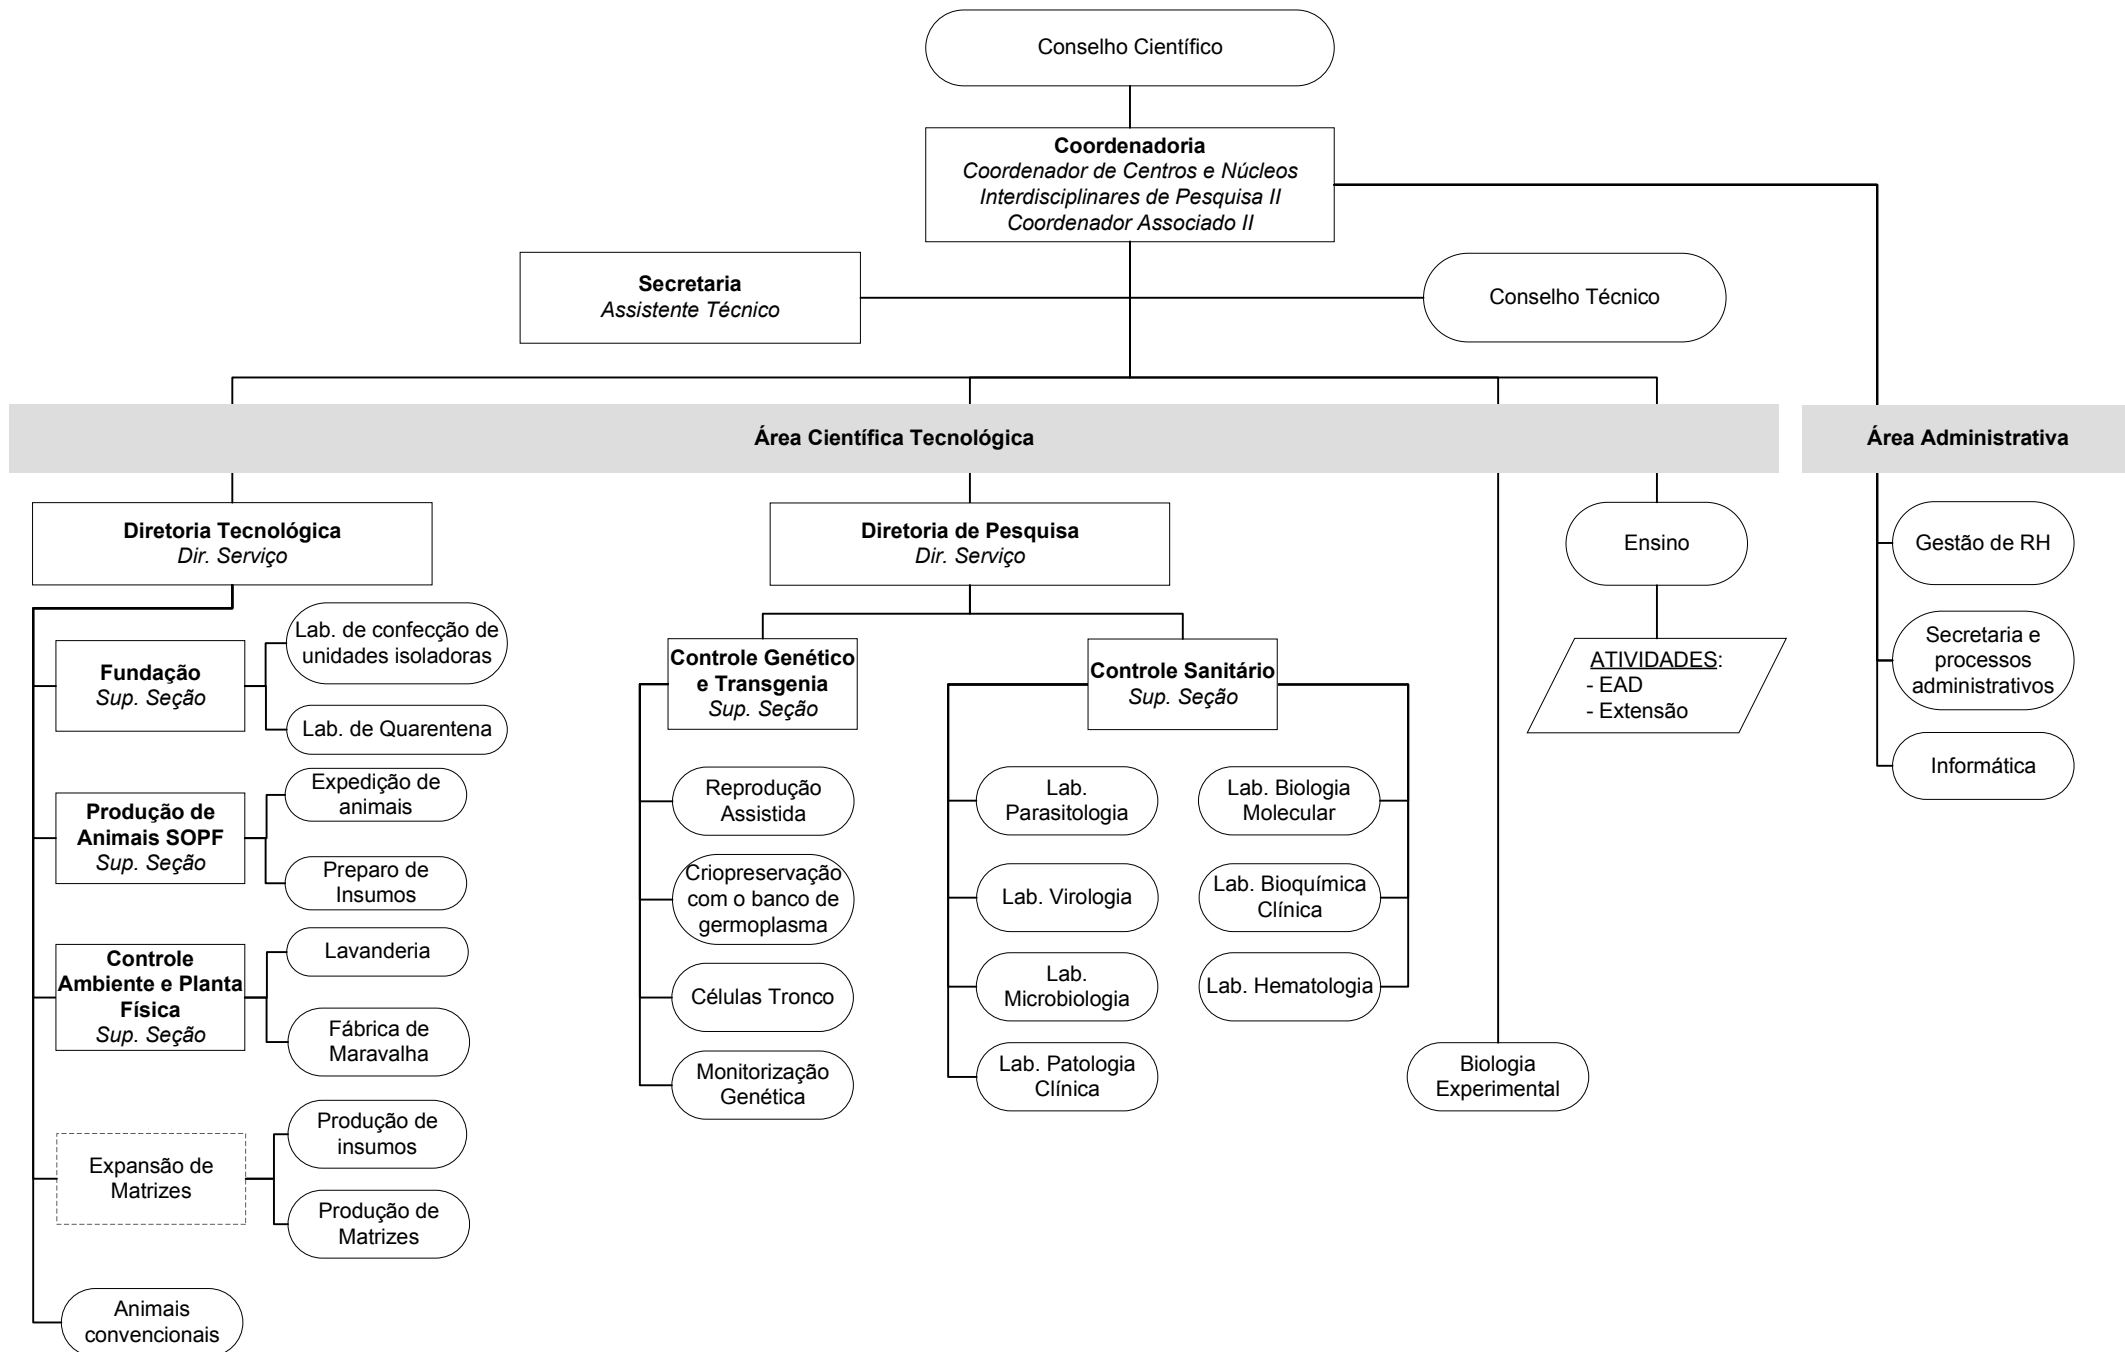 Conselho Científico
Coordenadoria
Coordenador de Centros e Núcleos
Interdisciplinares de Pesquisa II
Coordenador Associado II
Secretaria
Assistente Técnico
Conselho Técnico
Área Científica Tecnológica
Área Administrativa
Diretoria Tecnológica
Dir. Serviço
Fundação
Sup. Seção
Lab. de confecção de
unidades isoladoras
Lab. de Quarentena
Produção de
Animais SOPF
Sup. Seção
Expedição de
animais
Preparo de
Insumos
Controle
Ambiente e Planta
Física
Sup. Seção
Lavanderia
Fábrica de
Maravalha
Expansão de
Matrizes
Produção de
insumos
Produção de
Matrizes
Animais
convencionais
Diretoria de Pesquisa
Dir. Serviço
Controle Genético
e Transgenia
Sup. Seção
Reprodução
Assistida
Criopreservação
com o banco de
germoplasma
Células Tronco
Monitorização
Genética
Controle Sanitário
Sup. Seção
Lab.
Parasitologia
Lab. Virologia
Lab.
Microbiologia
Lab. Patologia
Clínica
Lab. Biologia
Molecular
Lab. Bioquímica
Clínica
Lab. Hematologia
Biologia
Experimental
Ensino
ATIVIDADES:
- EAD
- Extensão
Gestão de RH
Secretaria e
processos
administrativos
Informática